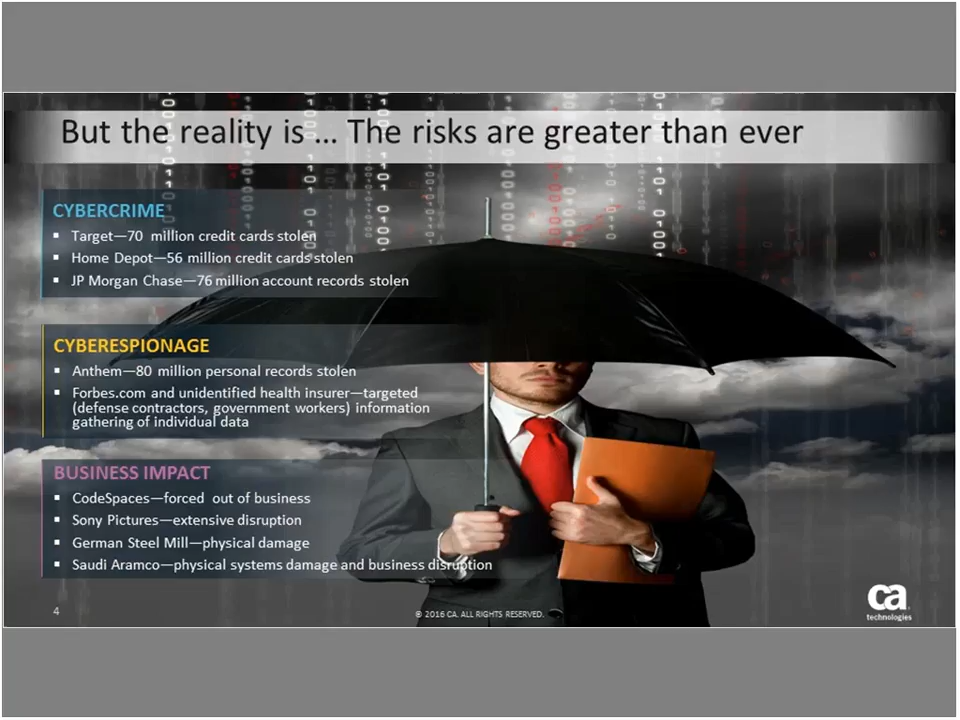 But the reality is ... The risks are greater than ever
CYBERCRIME
▪ Target—70 million credit cards stolen
▪ Home Depot—56 million credit cards stolen
▪ JP Morgan Chase—76 million account records stolen
CYBERESPIONAGE
▪ Anthem—80 million personal records stolen
▪ Forbes.com and unidentified health insurer—targeted
(defense contractors, government workers) information
gathering of individual data
BUSINESS IMPACT
▪ CodeSpaces—forced out of business
▪ Sony Pictures—extensive disruption
▪ German Steel Mill—physical damage
▪ Saudi Aramco—physical systems damage and business disruption
4
© 2016 CA. ALL RIGHTS RESERVED.
ca
technologies